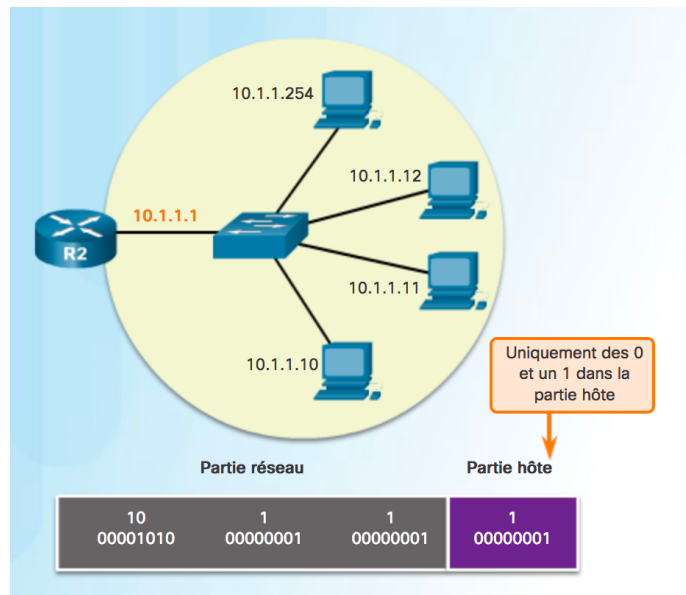 10.1.1.254
10.1.1.12
10.1.1.1
R2
10.1.1.11
10.1.1.10
Uniquement des 0
et un 1 dans la
partie hôte
Partie réseau
Partie hôte
10 1 1 1
00001010 00000001 00000001 00000001